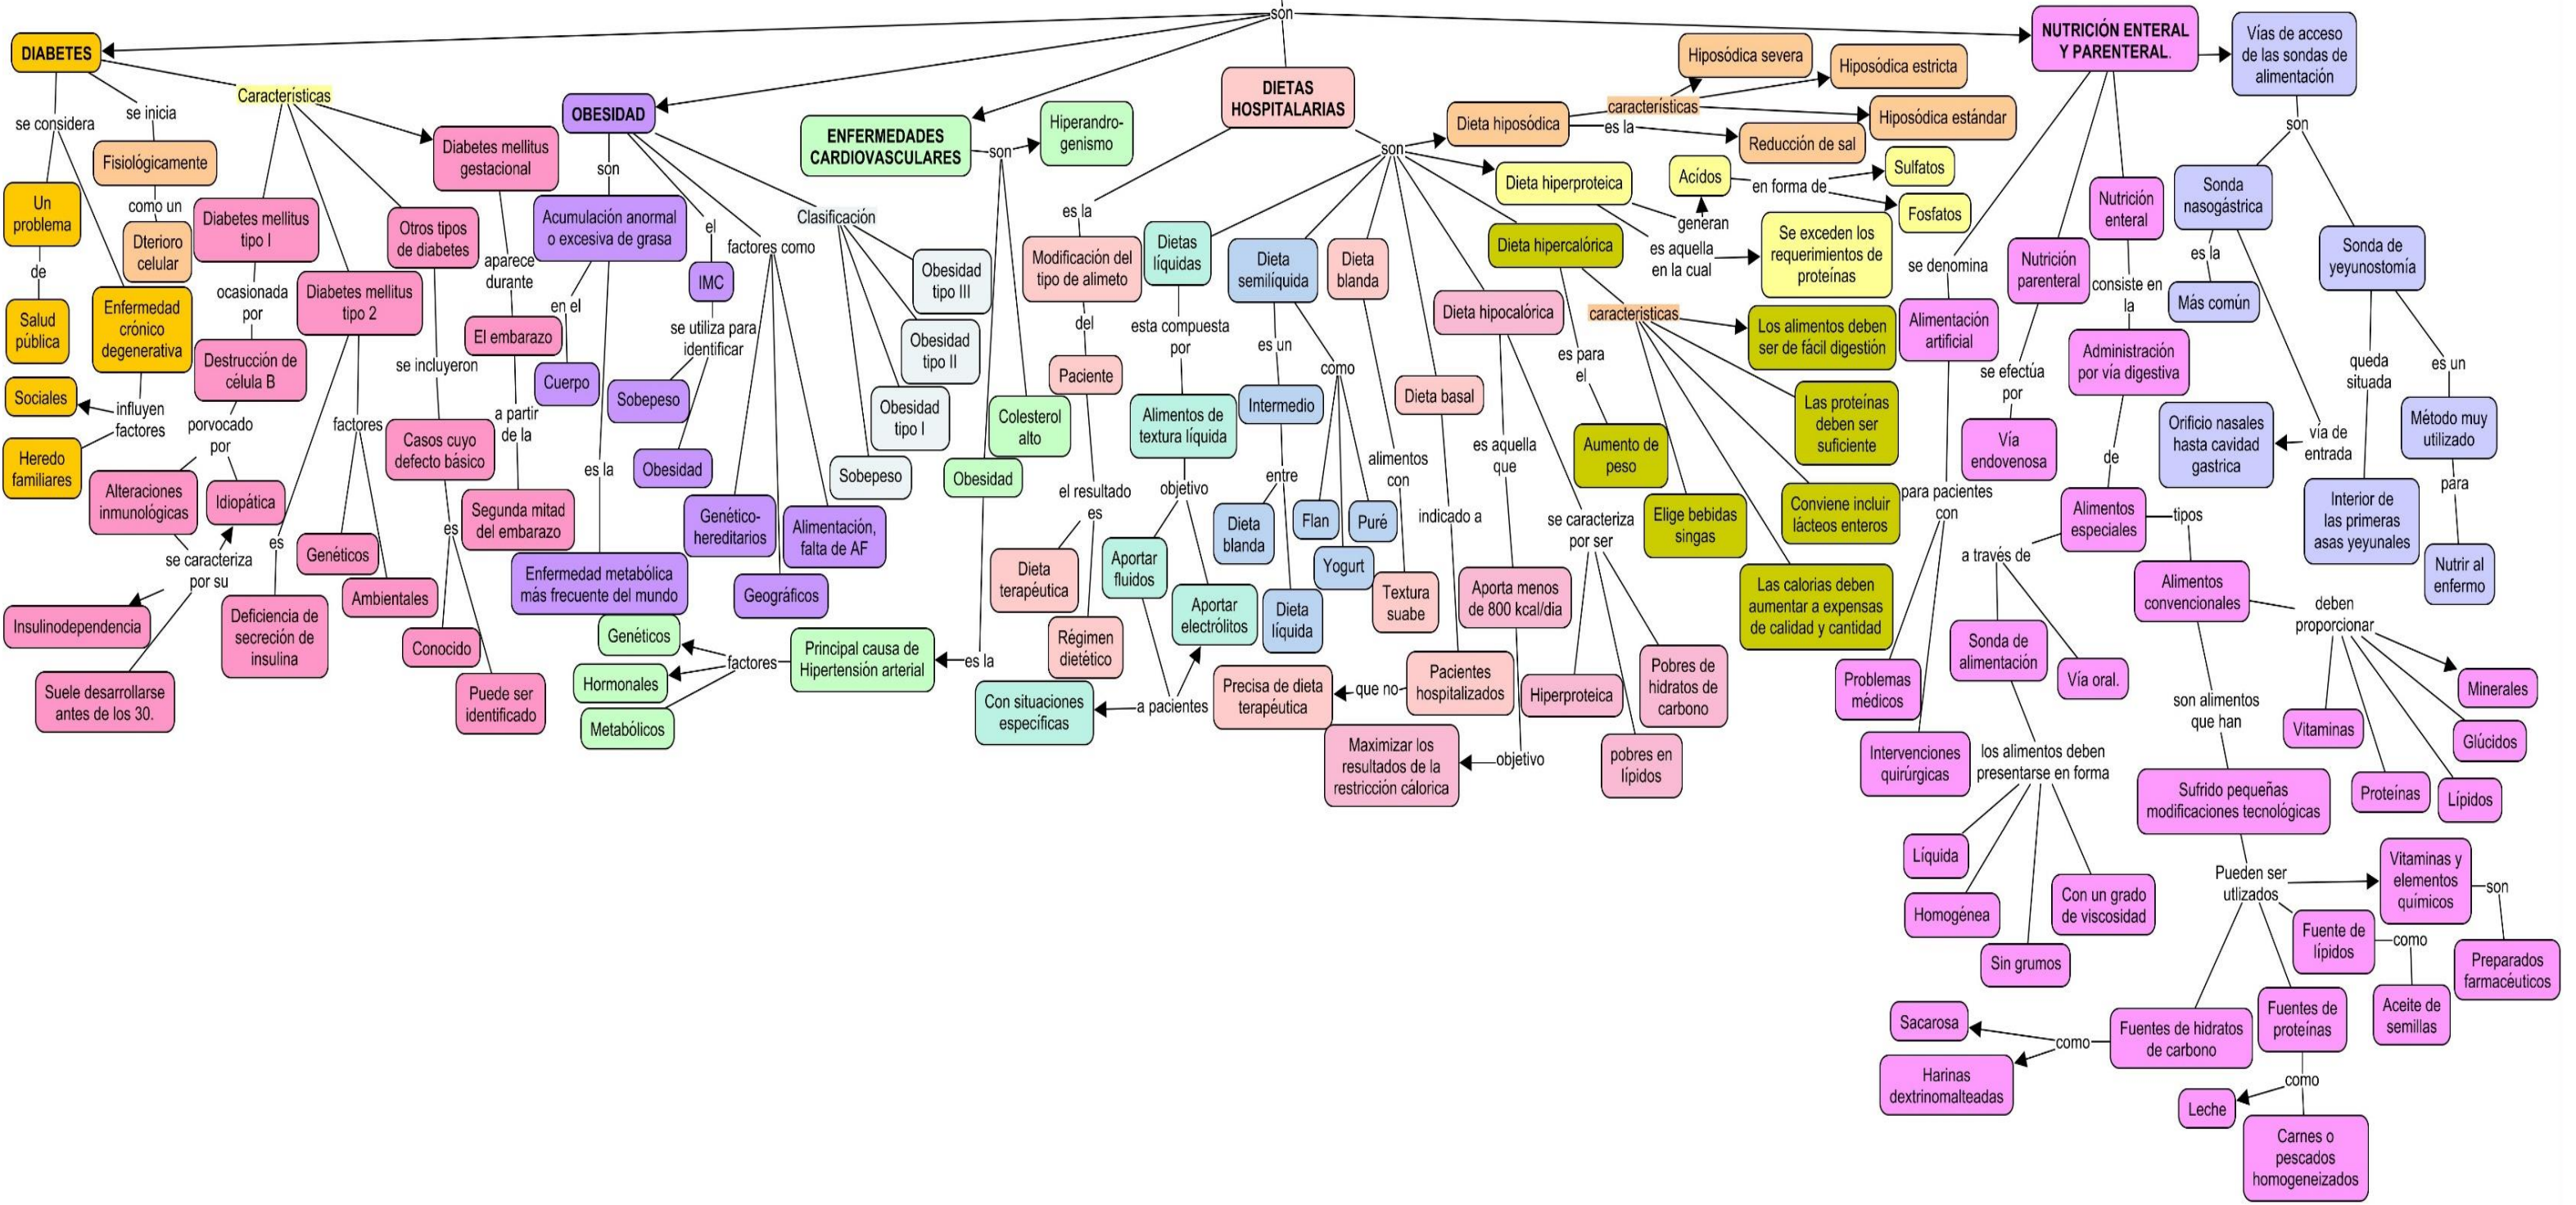 son
DIABETES
se considera
Un
problema
de
Salud
pública
Enfermedad
crónico
degenerativa
influyen
factores
Sociales
Heredo
familiares
se inicia
Fisiológicamente
como un
Dterioro
celular
Características
Diabetes mellitus
tipo I
ocasionada
por
Destrucción de
célula B
porvocado
por
Alteraciones
inmunológicas
Idiopática
se caracteriza
por su
Insulinodependencia
Suele desarrollarse
antes de los 30.
Diabetes mellitus
tipo 2
es
Deficiencia de
secreción de
insulina
factores
Genéticos
Ambientales
Otros tipos
de diabetes
se incluyeron
Casos cuyo
defecto básico
es
Conocido
Puede ser
identificado
Diabetes mellitus
gestacional
aparece
durante
El embarazo
a partir
de la
Segunda mitad
del embarazo
OBESIDAD
son
Acumulación anormal
o excesiva de grasa
en el
Cuerpo
es la
Enfermedad metabólica
más frecuente del mundo
el
IMC
se utiliza para
identificar
Sobepeso
Obesidad
factores como
Genético-
hereditarios
Geográficos
Alimentación,
falta de AF
Clasificación
Obesidad
tipo III
Obesidad
tipo II
Obesidad
tipo I
Sobepeso
ENFERMEDADES
CARDIOVASCULARES
son
Hiperandro-
genismo
Colesterol
alto
Obesidad
es la
Principal causa de
Hipertensión arterial
factores
Genéticos
Hormonales
Metabólicos
DIETAS
HOSPITALARIAS
es la
Modificación del
tipo de alimeto
del
Paciente
el resultado
es
Dieta
terapéutica
Régimen
dietético
son
Dietas
líquidas
esta compuesta
por
Alimentos de
textura líquida
objetivo
Aportar
fluidos
Aportar
electrólitos
a pacientes
Con situaciones
específicas
Dieta
semilíquida
es un
Intermedio
entre
Dieta
blanda
Dieta
líquida
como
Flan
Yogurt
Puré
Dieta
blanda
alimentos
con
Textura
suabe
Dieta basal
indicado a
Pacientes
hospitalizados
que no
Precisa de dieta
terapéutica
Dieta hipocalórica
es aquella
que
Aporta menos
de 800 kcal/dia
objetivo
Maximizar los
resultados de la
restricción cálorica
se caracteriza
por ser
Hiperproteica
pobres en
lípidos
Pobres de
hidratos de
carbono
Dieta hipercalórica
es para
el
Aumento de
peso
características
Los alimentos deben
ser de fácil digestión
Las proteínas
deben ser
suficiente
Conviene incluir
lácteos enteros
Las calorias deben
aumentar a expensas
de calidad y cantidad
Elige bebidas
singas
Dieta hiperproteica
generan
Acídos
en forma de
Sulfatos
Fosfatos
es aquella
en la cual
Se exceden los
requerimientos de
proteínas
Dieta hiposódica
características
Hiposódica severa
Hiposódica estricta
Hiposódica estándar
es la
Reducción de sal
NUTRICIÓN ENTERAL
Y PARENTERAL.
se denomina
Alimentación
artificial
para pacientes
con
Problemas
médicos
Intervenciones
quirúrgicas
Nutrición
parenteral
se efectúa
por
Vía
endovenosa
Nutrición
enteral
consiste en
la
Administración
por vía digestiva
de
Alimentos
especiales
a través de
Sonda de
alimentación
Vía oral.
los alimentos deben
presentarse en forma
Líquida
Homogénea
Sin grumos
Con un grado
de viscosidad
tipos
Alimentos
convencionales
deben
proporcionar
Vitaminas
Proteínas
Lípidos
Glúcidos
Minerales
son alimentos
que han
Sufrido pequeñas
modificaciones tecnológicas
Pueden ser
utlizados
Vitaminas y
elementos
químicos
son
Preparados
farmacéuticos
Fuente de
lípidos
como
Aceite de
semillas
Fuentes de
proteínas
como
Leche
Carnes o
pescados
homogeneizados
Fuentes de hidratos
de carbono
como
Sacarosa
Harinas
dextrinomalteadas
Vías de acceso
de las sondas de
alimentación
son
Sonda
nasogástrica
es la
Más común
via de
entrada
Orificio nasales
hasta cavidad
gastrica
Sonda de
yeyunostomía
queda
situada
Interior de
las primeras
asas yeyunales
es un
Método muy
utilizado
para
Nutrir al
enfermo